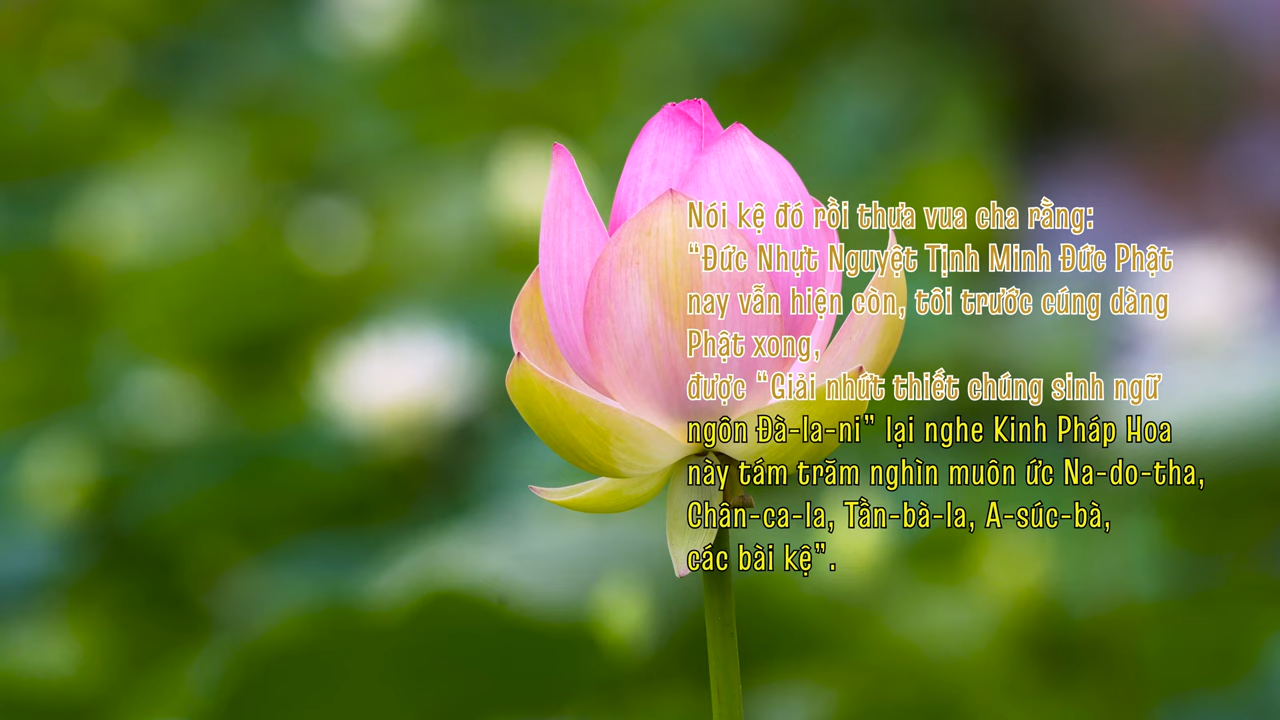 Nói kệ đó rồi thưa vua cha rằng:
“Đức Nhựt Nguyệt Tịnh Minh Đức Phật
nay vẫn hiện còn, tôi trước cúng dàng
Phật xong,
được “Giải nhứt thiết chúng sinh ngữ
ngôn Đà-la-ni” lại nghe Kinh Pháp Hoa
này tám trăm nghìn muôn ức Na-do-tha,
Chân-ca-la, Tần-bà-la, A-súc-bà,
các bài kệ”.